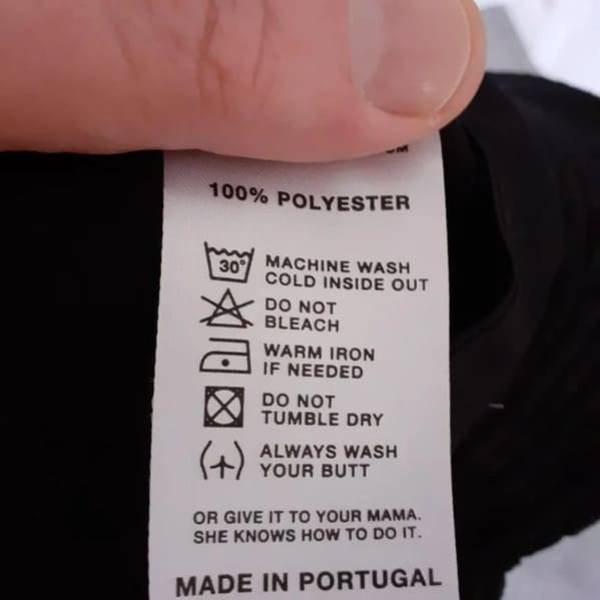 100% POLYESTER
30°
MACHINE WASH
COLD INSIDE OUT
DO NOT
BLEACH
WARM IRON
IF NEEDED
DO NOT
TUMBLE DRY
ALWAYS WASH
YOUR BUTT
OR GIVE IT TO YOUR MAMA.
SHE KNOWS HOW TO DO IT.
MADE IN PORTUGAL